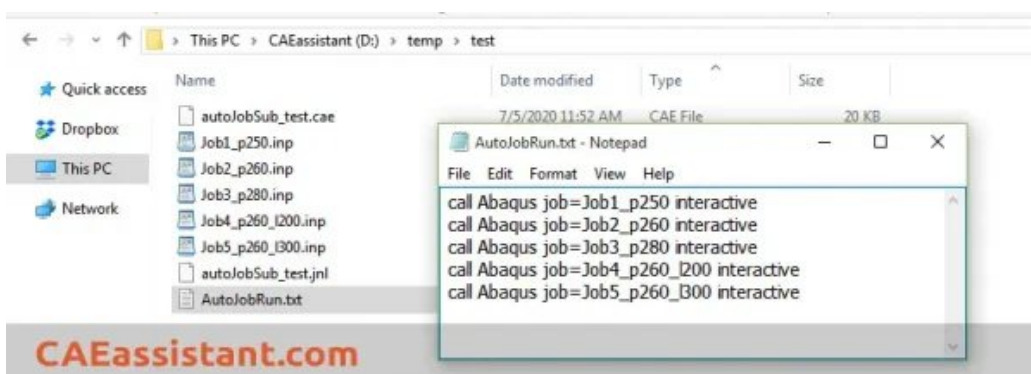 This PC > CAEassistant (D:) > temp > test
Name Date modified Type Size
Quick access
Dropbox
This PC
Network
autoJobSub_test.cae 7/5/2020 11:52 AM CAE File 20 KB
Job1_p250.inp
Job2_p260.inp
Job3_p280.inp
Job4_p260_l200.inp
Job5_p260_l300.inp
autoJobSub_test.jnl
AutoJobRun.txt
AutoJobRun.txt - Notepad
File Edit Format View Help
call Abaqus job=Job1_p250 interactive
call Abaqus job=Job2_p260 interactive
call Abaqus job=Job3_p280 interactive
call Abaqus job=Job4_p260_l200 interactive
call Abaqus job=Job5_p260_l300 interactive
CAEassistant.com